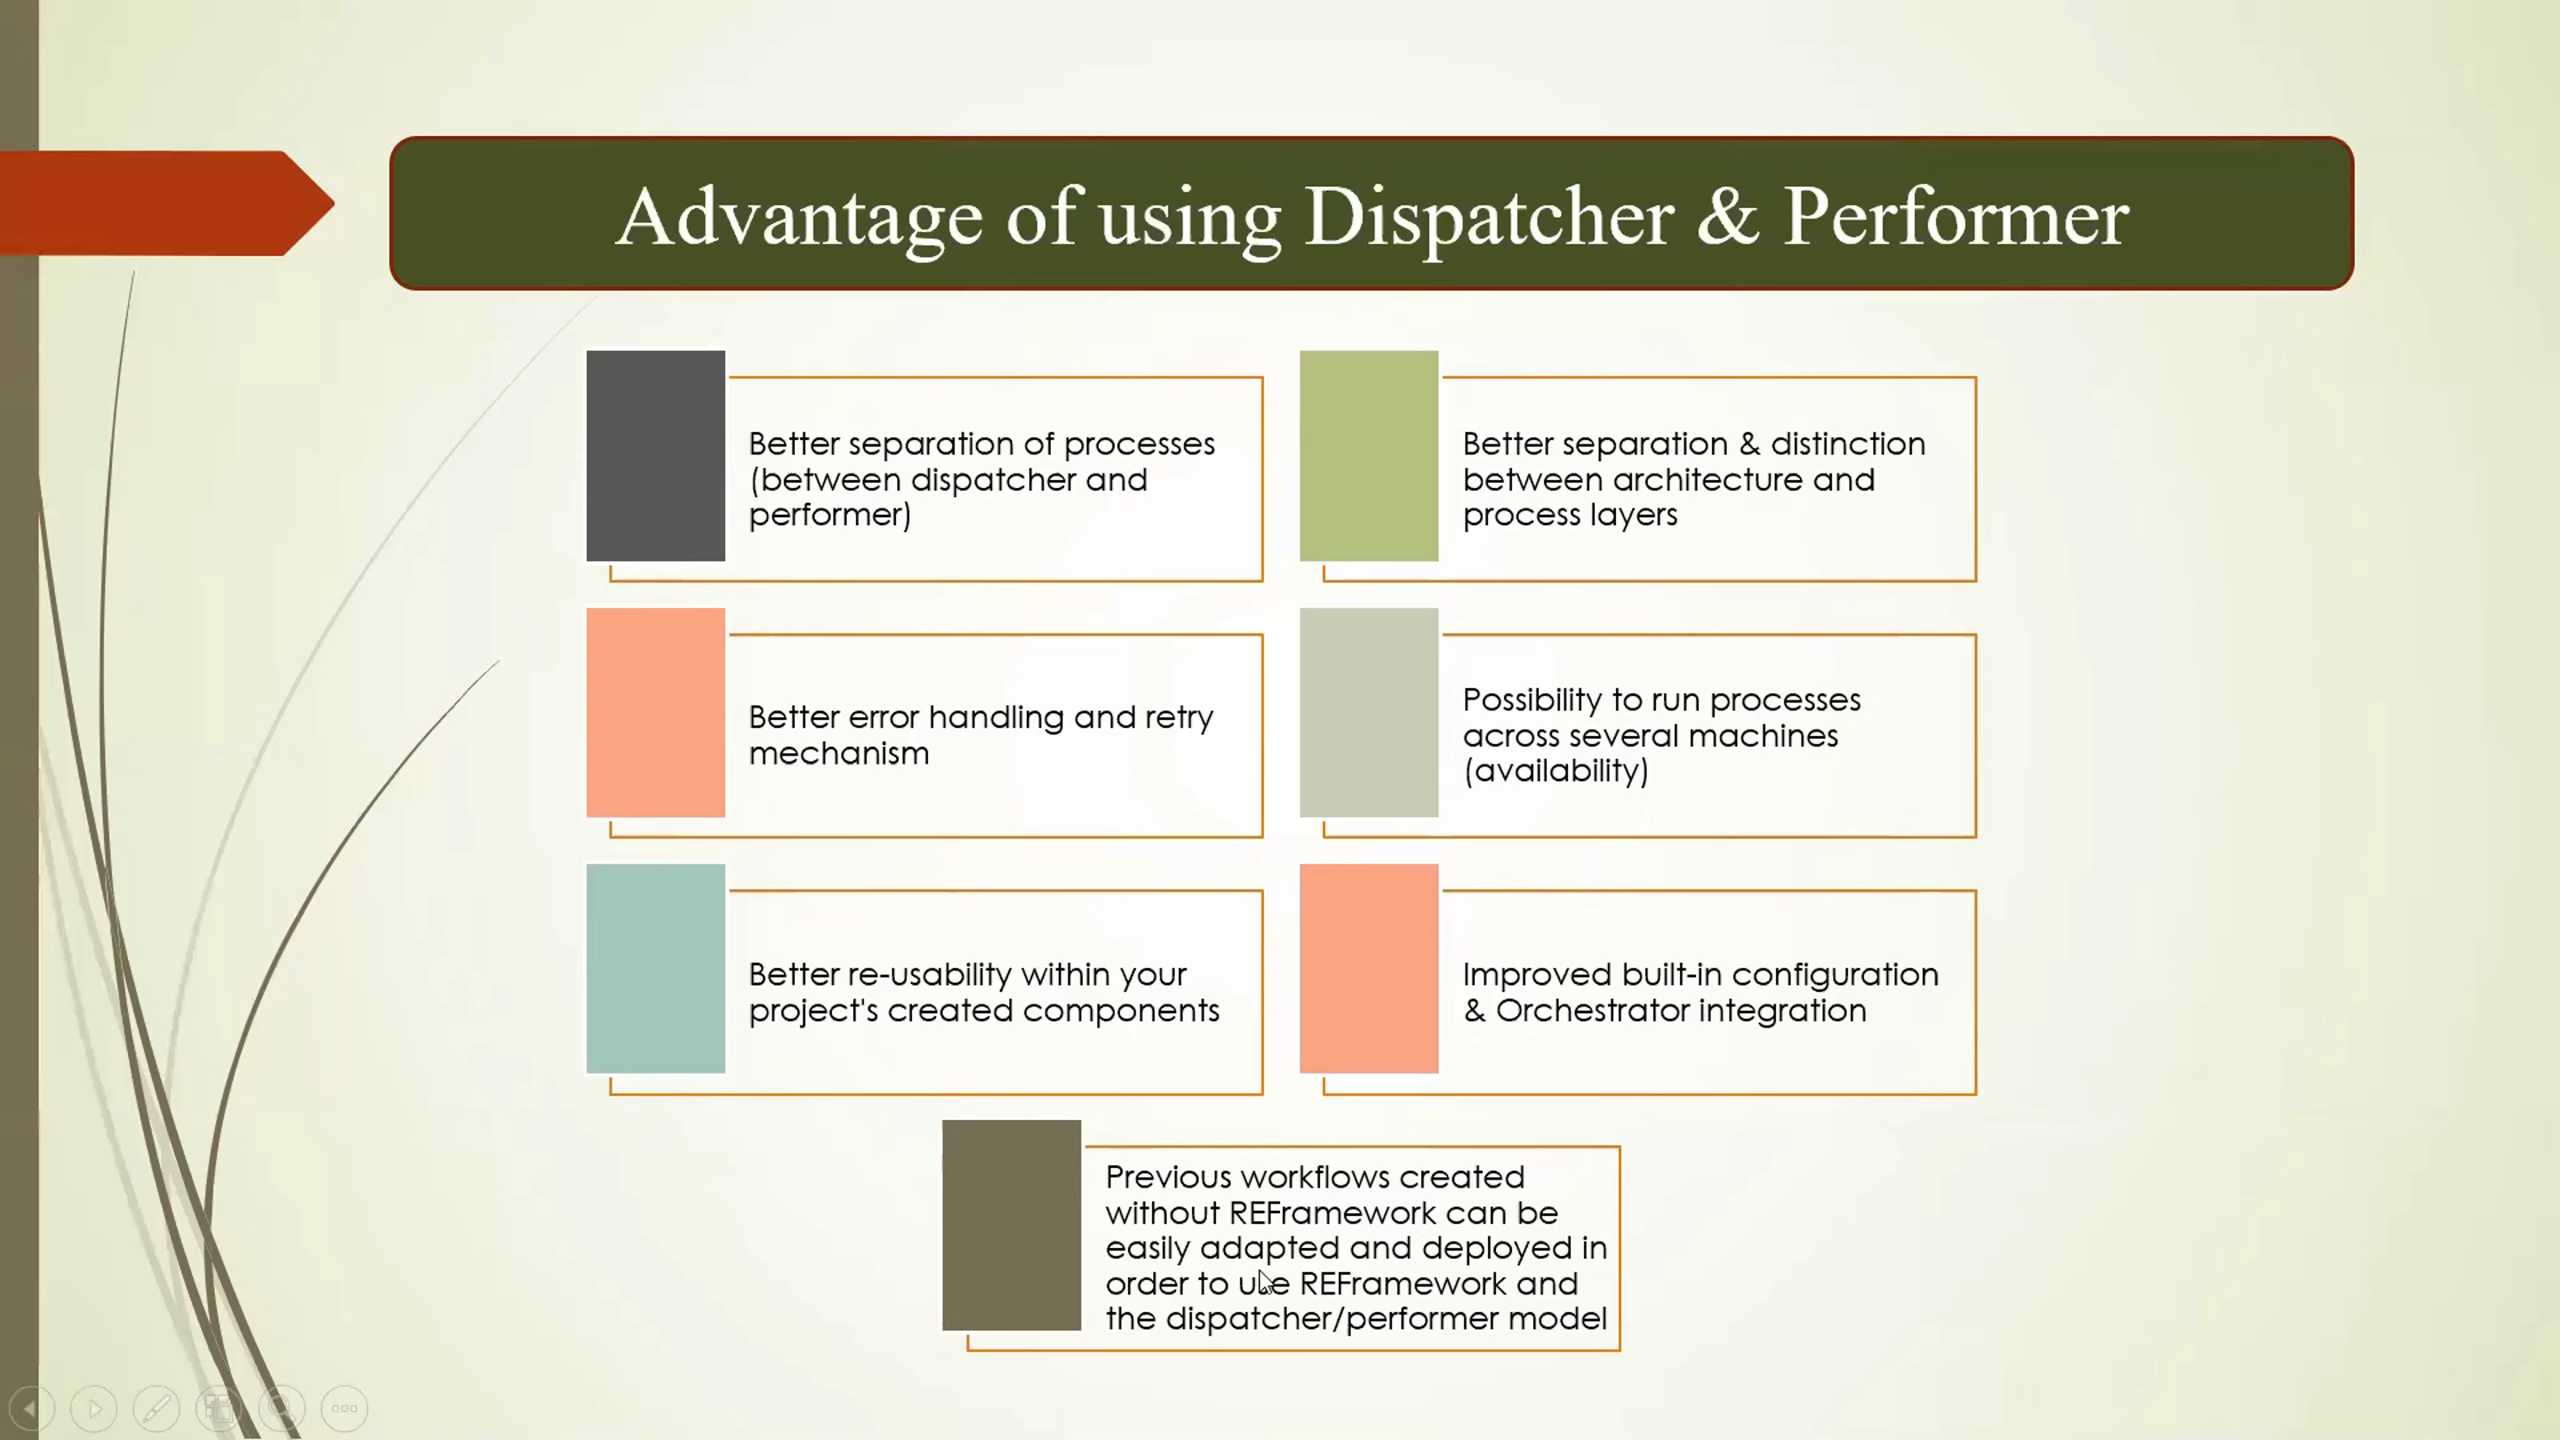 Advantage of using Dispatcher & Performer
Better separation of processes
(between dispatcher and
performer)
Better separation & distinction
between architecture and
process layers
Better error handling and retry
mechanism
Possibility to run processes
across several machines
(availability)
Better re-usability within your
project's created components
Improved built-in configuration
& Orchestrator integration
Previous workflows created
without REFramework can be
easily adapted and deployed in
order to use REFramework and
the dispatcher/performer model